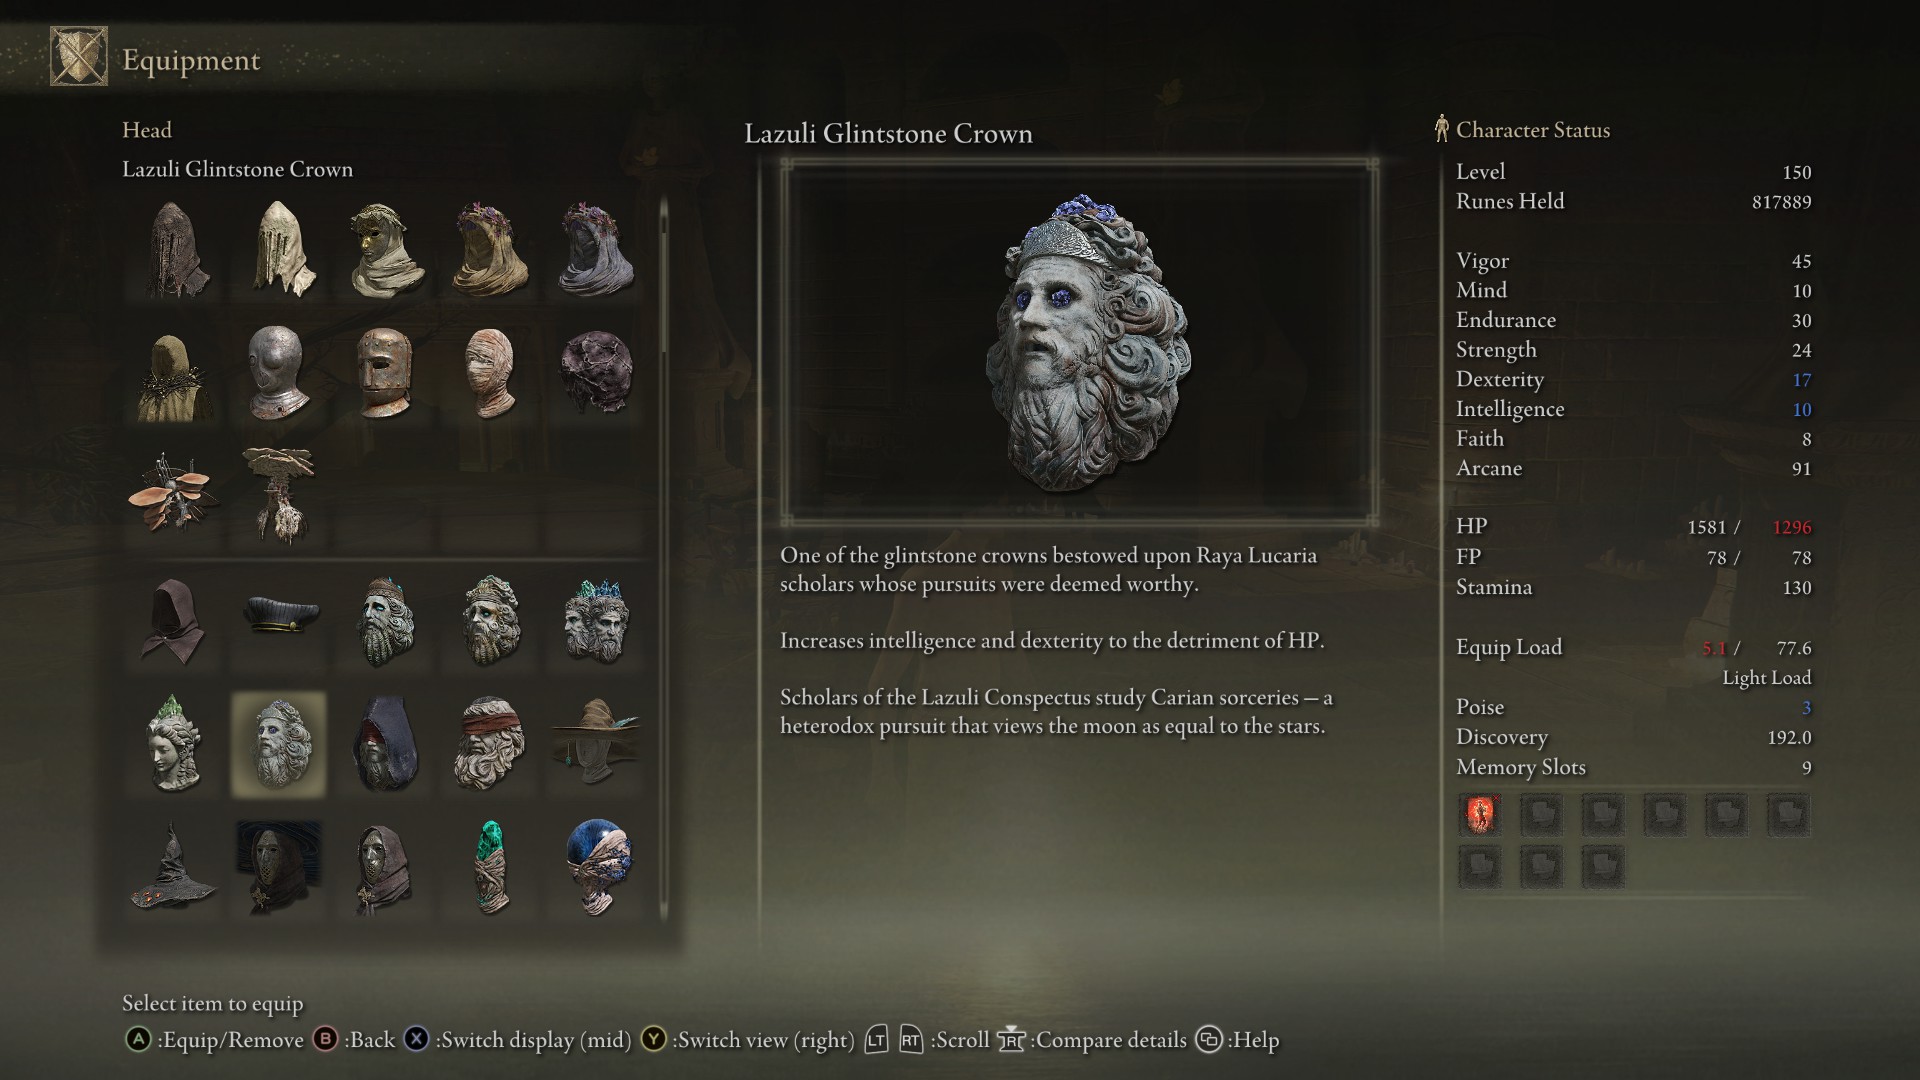 Equipment
Head
Lazuli Glintstone Crown
Lazuli Glintstone Crown
One of the glintstone crowns bestowed upon Raya Lucaria
scholars whose pursuits were deemed worthy.
Increases intelligence and dexterity to the detriment of HP.
Scholars of the Lazuli Conspectus study Carian sorceries — a
heterodox pursuit that views the moon as equal to the stars.
Character Status
Level 150
Runes Held 817889
Vigor 45
Mind 10
Endurance 30
Strength 24
Dexterity 17
Intelligence 10
Faith 8
Arcane 91
HP 1581 / 1296
FP 78 / 78
Stamina 130
Equip Load 5.1 / 77.6
Light Load
Poise 3
Discovery 192.0
Memory Slots 9
Select item to equip
A :Equip/Remove B :Back X :Switch display (mid) Y :Switch view (right) LT RT :Scroll R :Compare details :Help